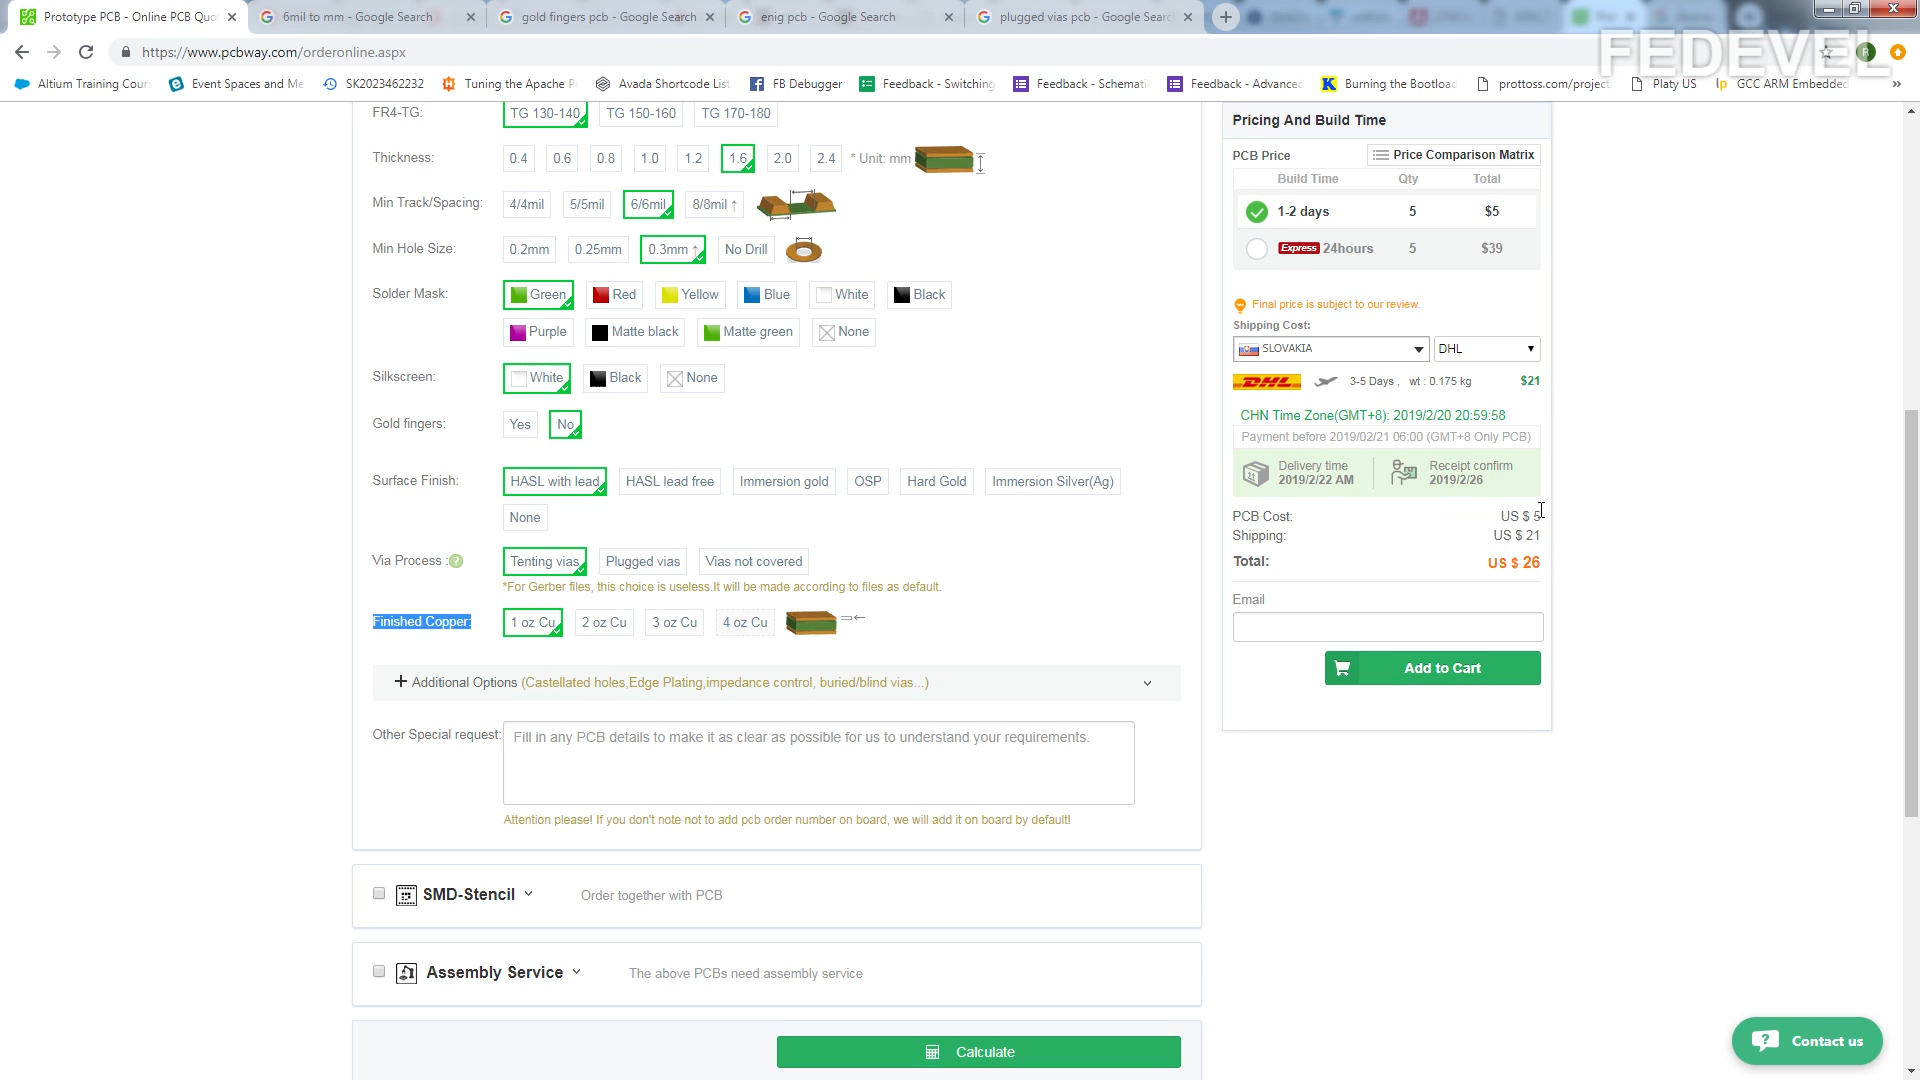 Prototype PCB - Online PCB Quo
6mil to mm - Google Search
gold fingers pcb - Google Search
enig pcb - Google Search
plugged vias pcb - Google Searc
https://www.pcbway.com/orderonline.aspx
FEDEVEL
Altium Training Cour
Event Spaces and Me
SK2023462232
Tuning the Apache P
Avada Shortcode List
FB Debugger
Feedback - Switching
Feedback - Schemati
Feedback - Advanced
Burning the Bootload
prottoss.com/project
Platy US
GCC ARM Embedded
FR4-TG: TG 130-140 TG 150-160 TG 170-180
Thickness: 0.4 0.6 0.8 1.0 1.2 1.6 2.0 2.4 * Unit: mm
Min Track/Spacing: 4/4mil 5/5mil 6/6mil 8/8mil ↑
Min Hole Size: 0.2mm 0.25mm 0.3mm ↑ No Drill
Solder Mask: Green Red Yellow Blue White Black
Purple Matte black Matte green None
Silkscreen: White Black None
Gold fingers: Yes No
Surface Finish: HASL with lead HASL lead free Immersion gold OSP Hard Gold Immersion Silver(Ag)
None
Via Process : Tenting vias Plugged vias Vias not covered
*For Gerber files, this choice is useless.It will be made according to files as default.
Finished Copper: 1 oz Cu 2 oz Cu 3 oz Cu 4 oz Cu
+ Additional Options (Castellated holes,Edge Plating,impedance control, buried/blind vias...)
Other Special request: Fill in any PCB details to make it as clear as possible for us to understand your requirements.
Attention please! If you don't note not to add pcb order number on board, we will add it on board by default!
SMD-Stencil Order together with PCB
Assembly Service The above PCBs need assembly service
Calculate
Pricing And Build Time
PCB Price Price Comparison Matrix
Build Time Qty Total
1-2 days 5 $5
Express 24hours 5 $39
Final price is subject to our review.
Shipping Cost:
SLOVAKIA DHL
DHL 3-5 Days , wt : 0.175 kg $21
CHN Time Zone(GMT+8): 2019/2/20 20:59:58
Payment before 2019/02/21 06:00 (GMT+8 Only PCB)
Delivery time Receipt confirm
2019/2/22 AM 2019/2/26
PCB Cost: US $ 5
Shipping: US $ 21
Total: US $ 26
Email
Add to Cart
Contact us